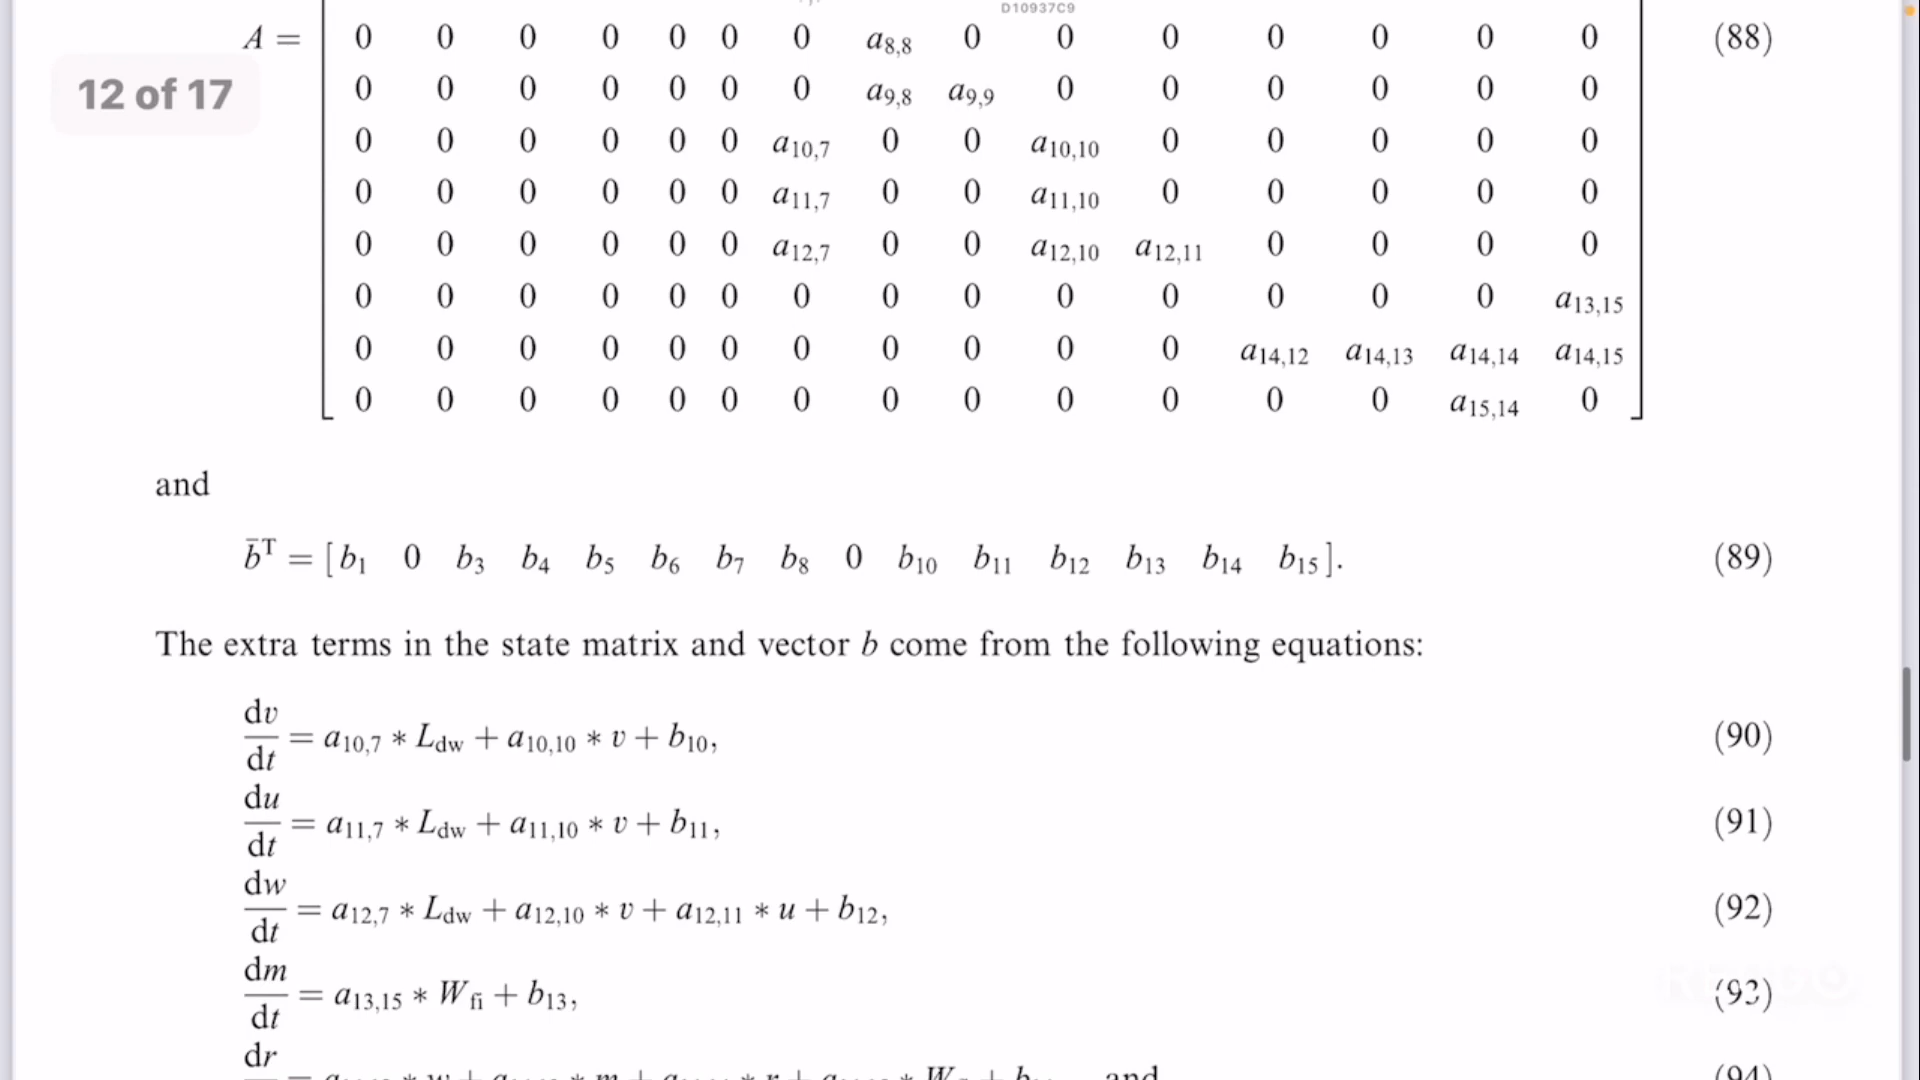 D10937C9
A = 0 0 0 0 0 0 0 a8,8 0 0 0 0 0 0 0 (88)
12 of 17
0 0 0 0 0 0 0 a9,8 a9,9 0 0 0 0 0 0
0 0 0 0 0 0 a10,7 0 0 a10,10 0 0 0 0 0
0 0 0 0 0 0 a11,7 0 0 a11,10 0 0 0 0 0
0 0 0 0 0 0 a12,7 0 0 a12,10 a12,11 0 0 0 0
0 0 0 0 0 0 0 0 0 0 0 0 0 0 a13,15
0 0 0 0 0 0 0 0 0 0 0 a14,12 a14,13 a14,14 a14,15
0 0 0 0 0 0 0 0 0 0 0 0 0 a15,14 0
and
b̄ᵀ = [b1 0 b3 b4 b5 b6 b7 b8 0 b10 b11 b12 b13 b14 b15]. (89)
The extra terms in the state matrix and vector b come from the following equations:
dv/dt = a10,7 * Ldw + a10,10 * v + b10, (90)
du/dt = a11,7 * Ldw + a11,10 * v + b11, (91)
dw/dt = a12,7 * Ldw + a12,10 * v + a12,11 * u + b12, (92)
dm/dt = a13,15 * Wfi + b13, (93)
dr = and (94)